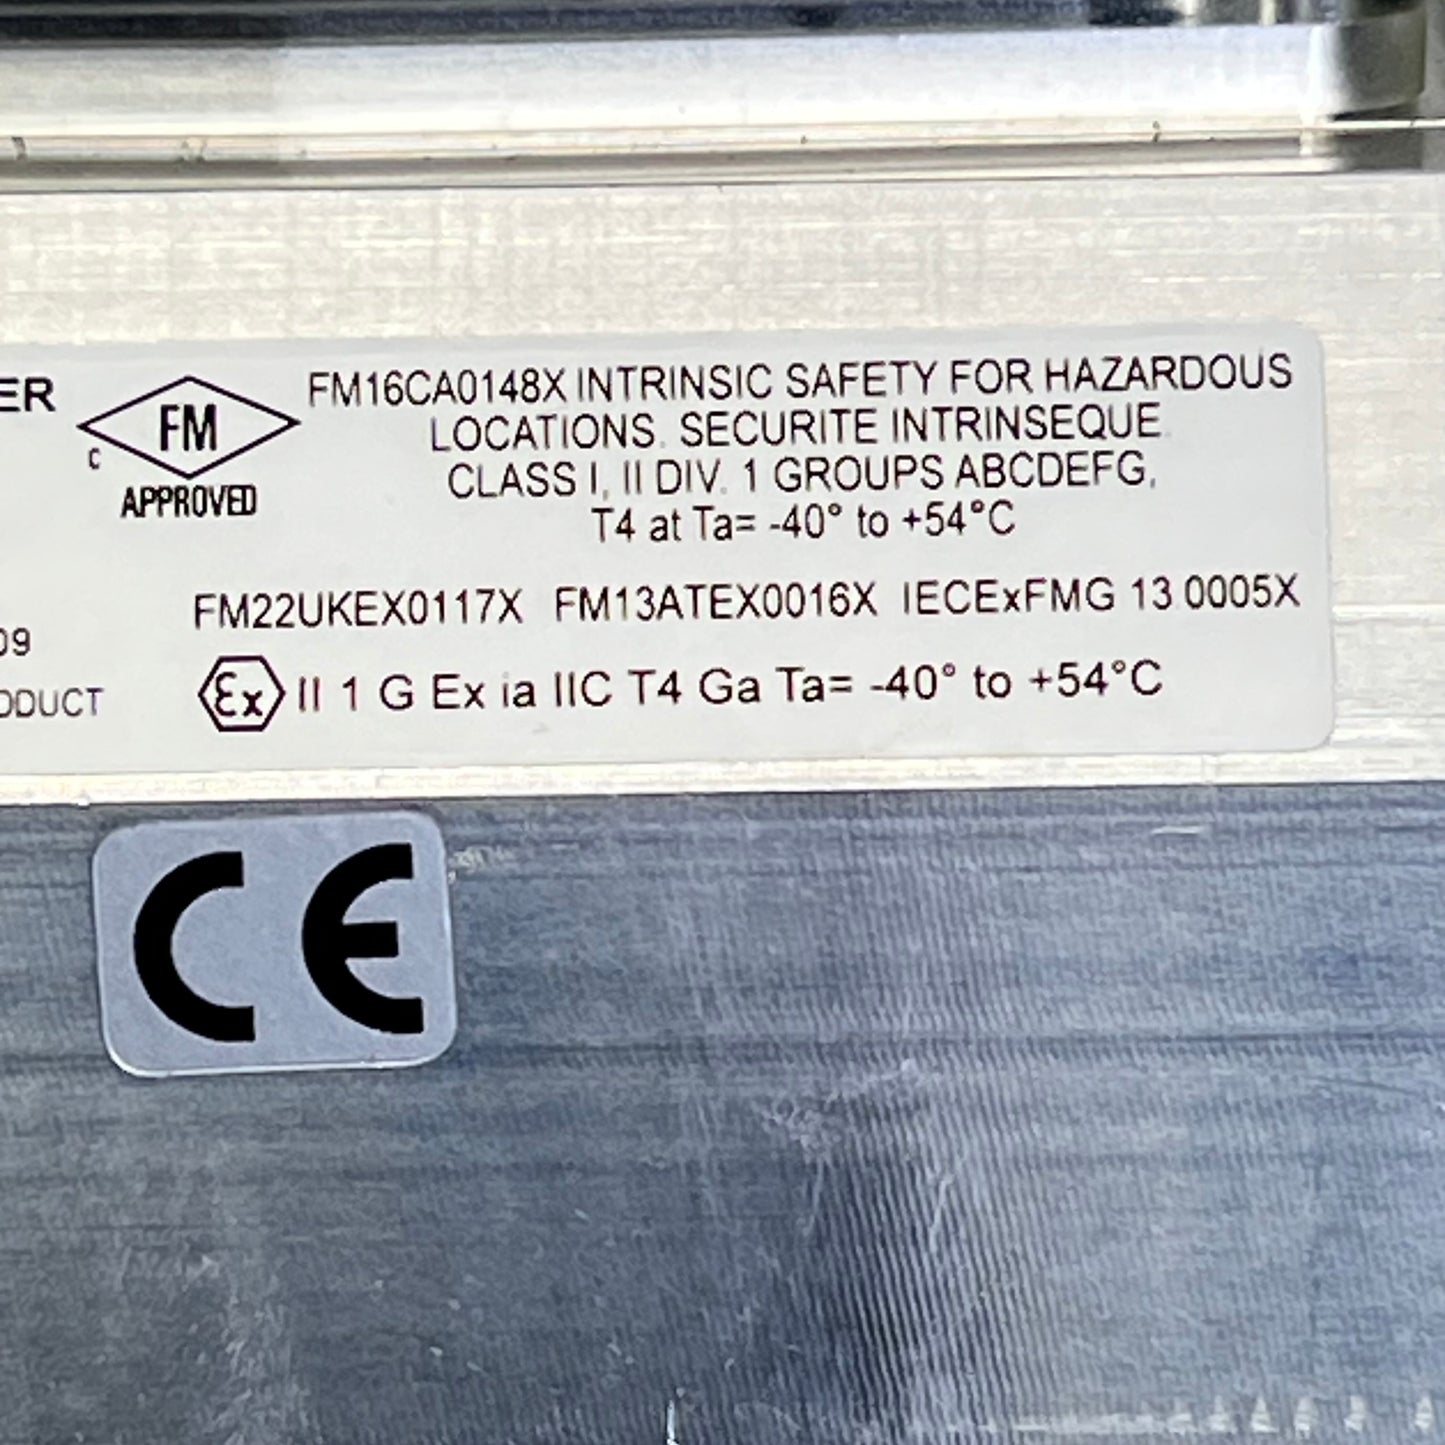 ER
FM
C
APPROVED
FM16CA0148X INTRINSIC SAFETY FOR HAZARDOUS
LOCATIONS. SECURITE INTRINSEQUE.
CLASS I, II DIV. 1 GROUPS ABCDEFG,
T4 at Ta= -40° to +54°C
FM22UKEX0117X FM13ATEX0016X IECExFMG 13.0005X
09
ODUCT
Ex II 1 G Ex ia IIC T4 Ga Ta= -40° to +54°C
CE